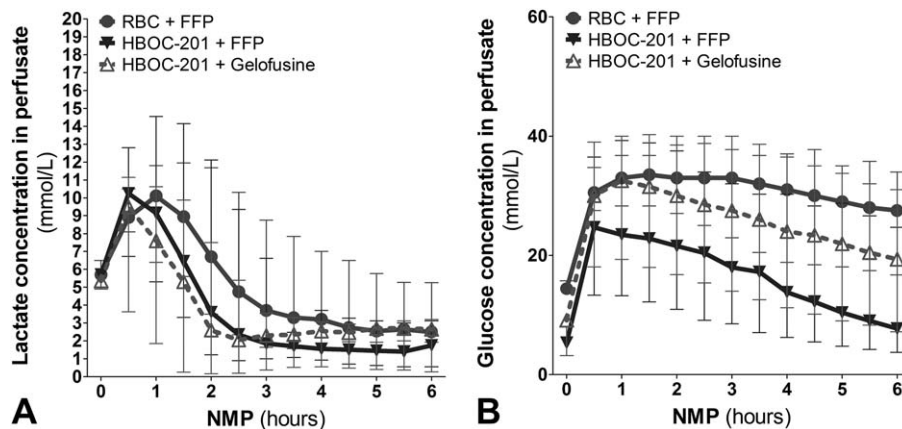 RBC + FFP
HBOC-201 + FFP
HBOC-201 + Gelofusine
Lactate concentration in perfusate
(mmol/L)
20
19
18
17
16
15
14
13
12
11
10
9
8
7
6
5
4
3
2
1
0
0 1 2 3 4 5 6
NMP (hours)
A
RBC + FFP
HBOC-201 + FFP
HBOC-201 + Gelofusine
Glucose concentration in perfusate
(mmol/L)
60
40
20
0
0 1 2 3 4 5 6
NMP (hours)
B